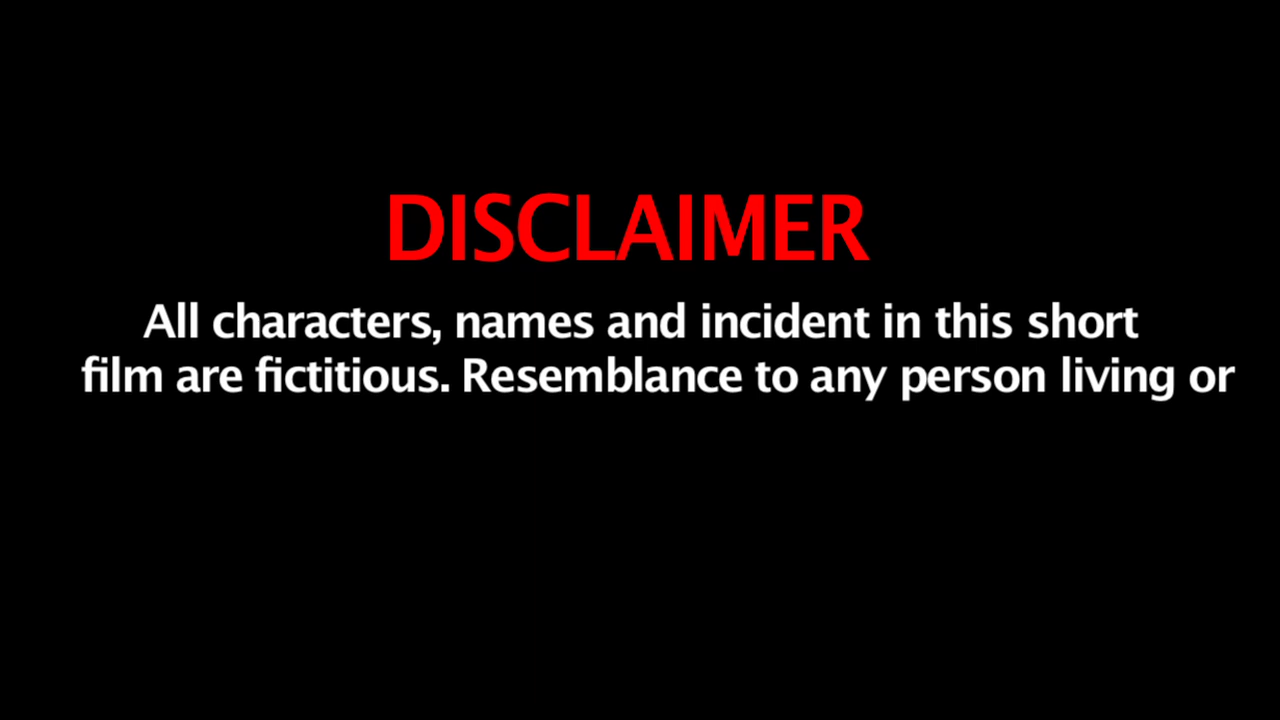 DISCLAIMER
All characters, names and incident in this short
film are fictitious. Resemblance to any person living or